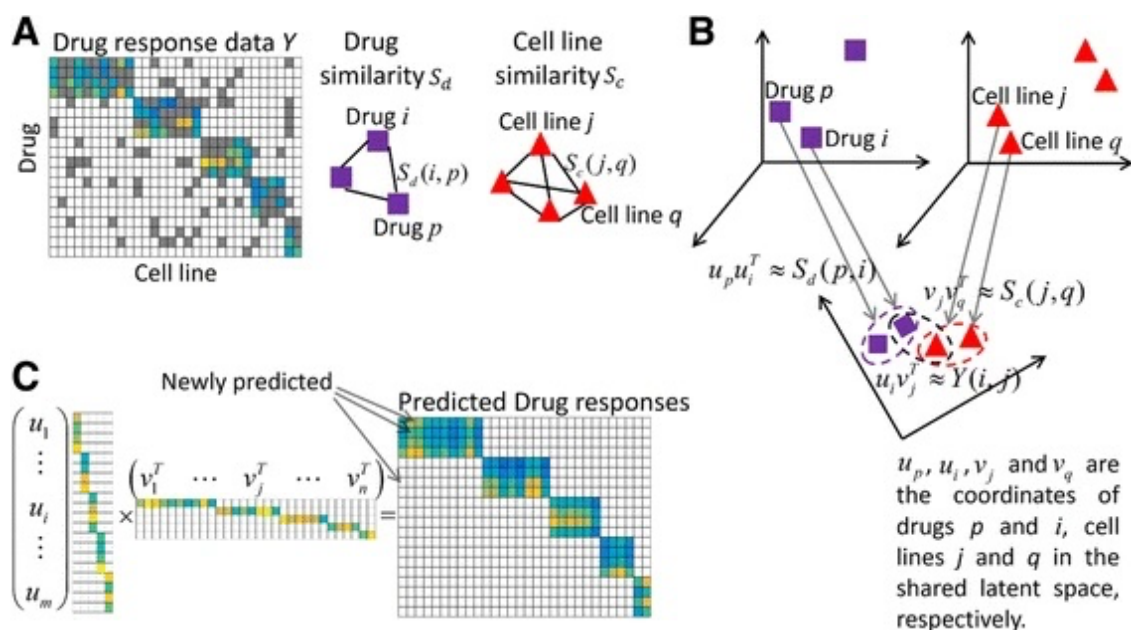 A
Drug response data Y
Drug
Cell line
Drug
similarity S_d
Drug i
S_d(i, p)
Drug p
Cell line
similarity S_c
Cell line j
S_c(j, q)
Cell line q
B
Drug p
Drug i
Cell line j
Cell line q
u_p u_i^T ≈ S_d(p,i)
v_j v_q^T ≈ S_c(j,q)
u_i v_j^T ≈ Y(i, j)
u_p, u_i, v_j and v_q are
the coordinates of
drugs p and i, cell
lines j and q in the
shared latent space,
respectively.
C
Newly predicted
Predicted Drug responses
u_1
⋮
u_i
⋮
u_m
×
(v_1^T ⋯ v_j^T ⋯ v_n^T)
=